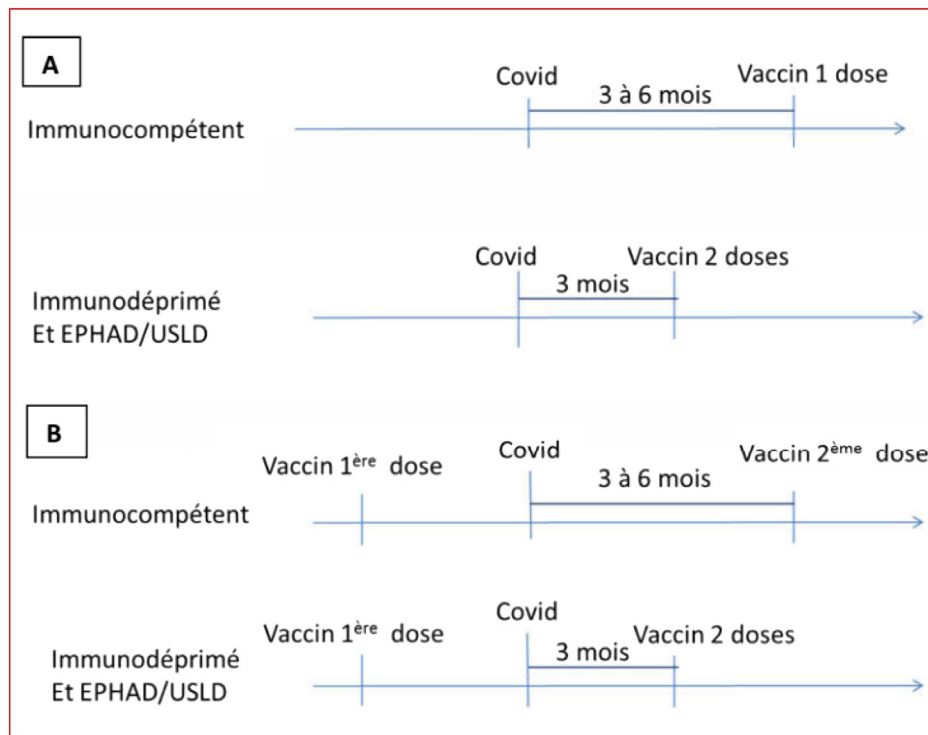 A
Covid
Vaccin 1 dose
3 à 6 mois
Immunocompétent
Covid
Vaccin 2 doses
3 mois
Immunodéprimé
Et EPHAD/USLD
B
Vaccin 1ère dose
Covid
Vaccin 2ème dose
3 à 6 mois
Immunocompétent
Vaccin 1ère dose
Covid
Vaccin 2 doses
3 mois
Immunodéprimé
Et EPHAD/USLD